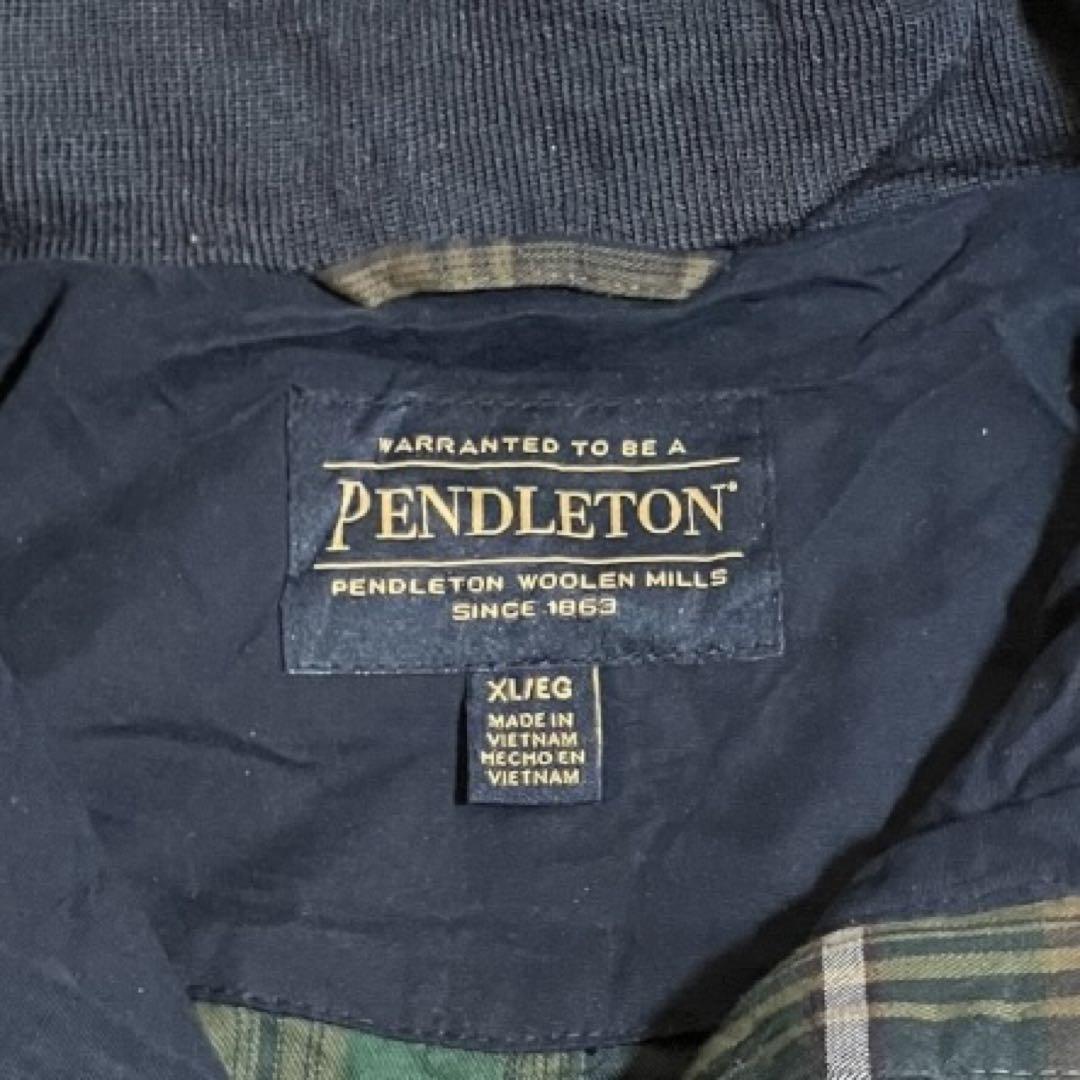 WARRANTED TO BE A
PENDLETON®
PENDLETON WOOLEN MILLS
SINCE 1863
XL/EG
MADE IN
VIETNAM
HECHO EN
VIETNAM